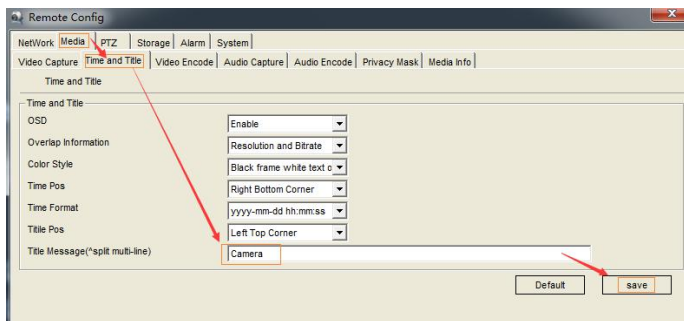 Remote Config
NetWork Media PTZ Storage Alarm System
Video Capture Time and Title Video Encode Audio Capture Audio Encode Privacy Mask Media Info
Time and Title
Time and Title
OSD Enable
Overlap Information Resolution and Bitrate
Color Style Black frame white text o
Time Pos Right Bottom Corner
Time Format yyyy-mm-dd hh:mm:ss
Titile Pos Left Top Corner
Title Message(^split multi-line) Camera
Default save